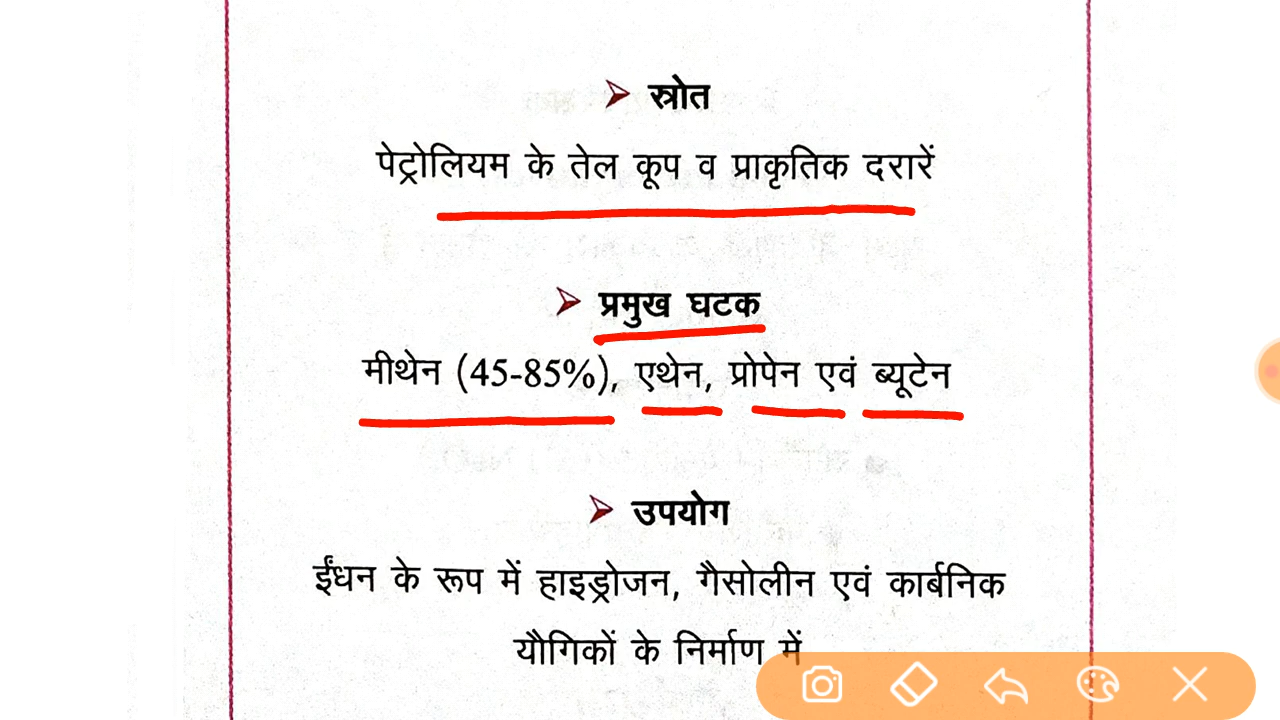 स्रोत
पेट्रोलियम के तेल कूप व प्राकृतिक दरारें
प्रमुख घटक
मीथेन (45-85%), एथेन, प्रोपेन एवं ब्यूटेन
उपयोग
ईंधन के रूप में हाइड्रोजन, गैसोलीन एवं कार्बनिक
यौगिकों के निर्माण में